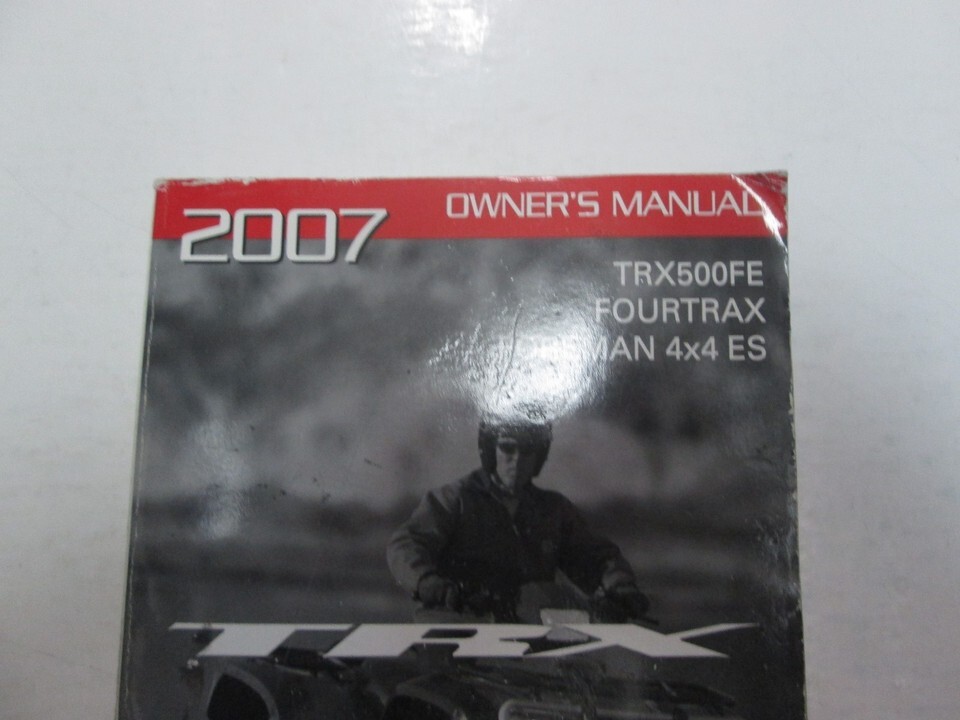 2007
OWNER'S MANUAL
TRX500FE
FOURTRAX
4x4 ES
TRX